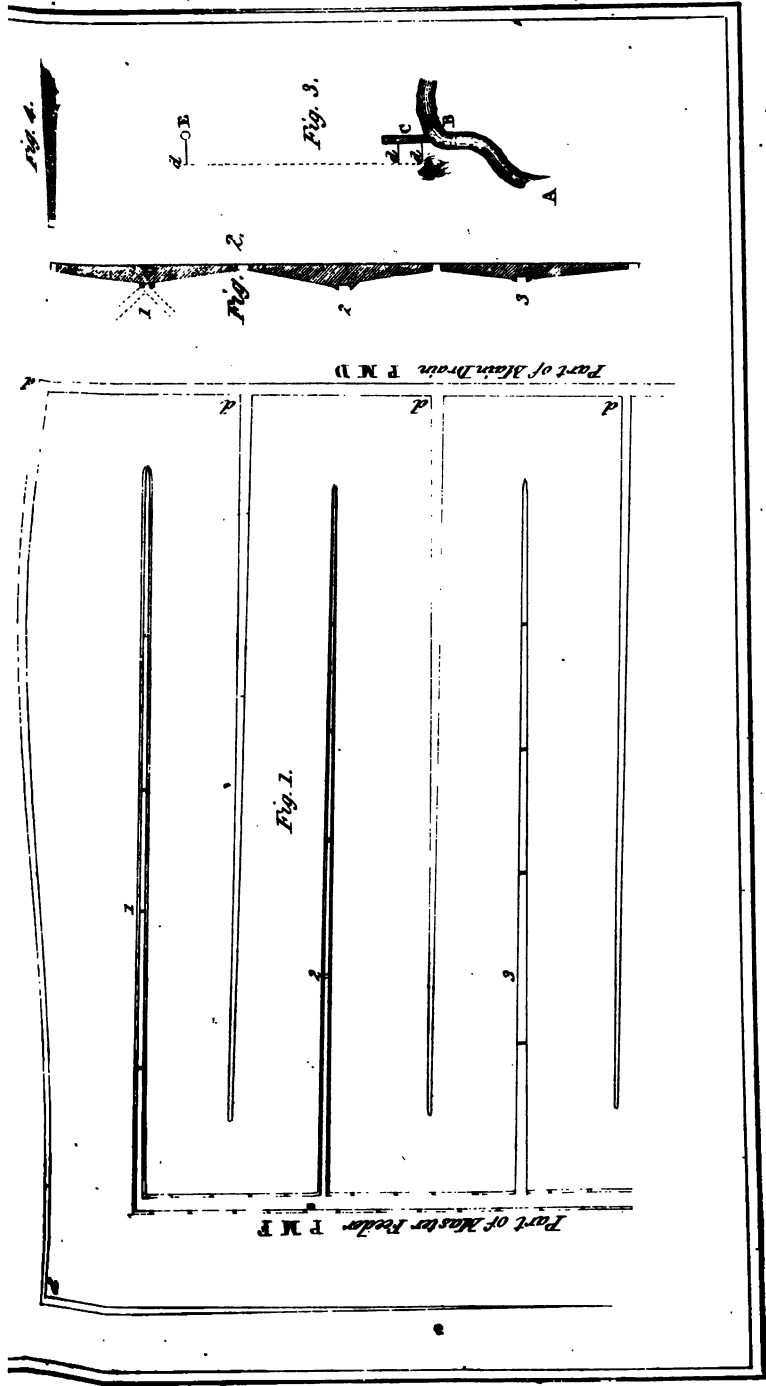 Fig. 4.
d E
Fig. 3.
C
B
d
d
A
Fig. 2.
1
2
3
Part of Main Drain P M D
d
d
d
d
1
Fig. 1.
2
3
Part of Master Feeder P M F